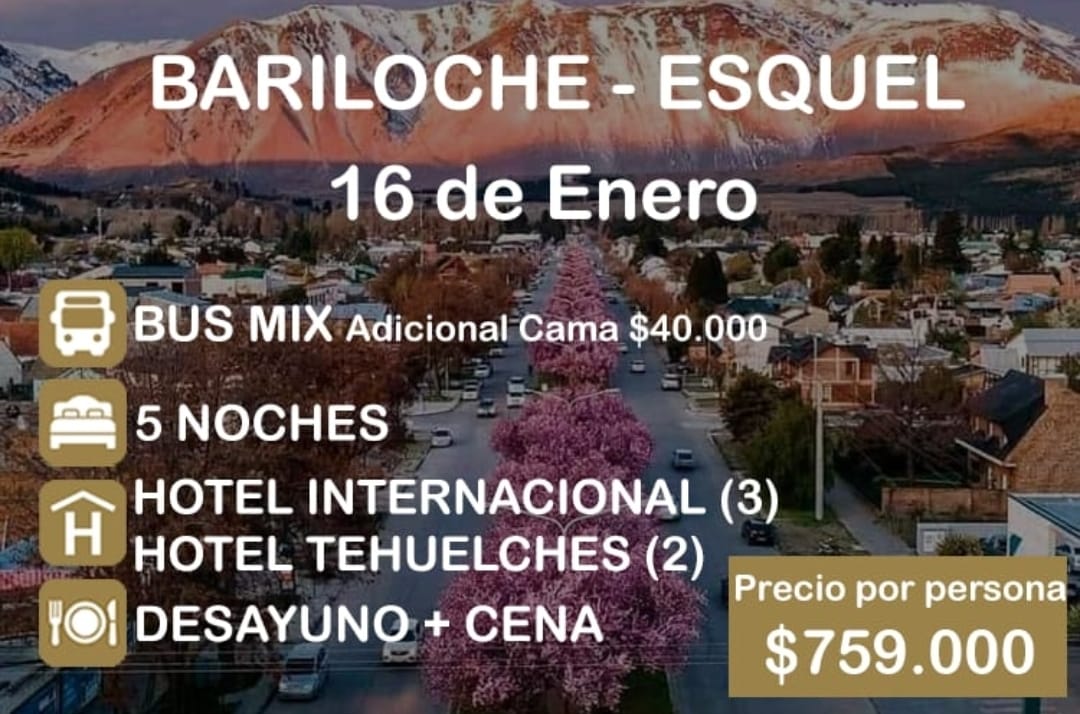 BARILOCHE - ESQUEL
16 de Enero
BUS MIX Adicional Cama $40.000
5 NOCHES
HOTEL INTERNACIONAL (3)
HOTEL TEHUELCHES (2)
DESAYUNO + CENA
Precio por persona
$759.000